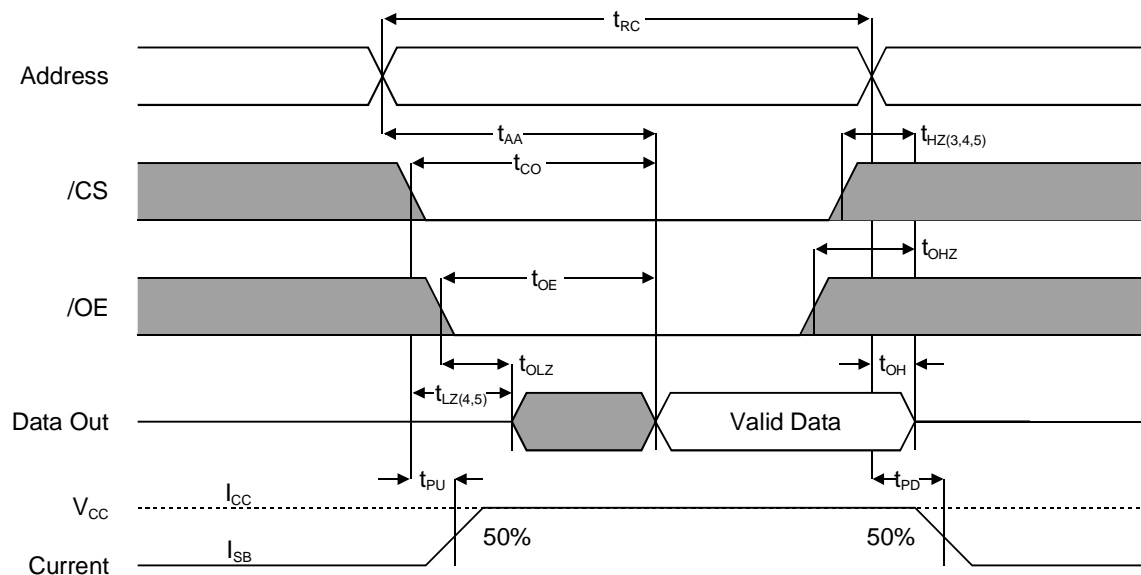 tRC
Address
tAA
tHZ(3,4,5)
tCO
/CS
tOHZ
tOE
/OE
tOLZ
tOH
tLZ(4,5)
Data Out
Valid Data
tPU
tPD
ICC
VCC
50%
50%
ISB
Current